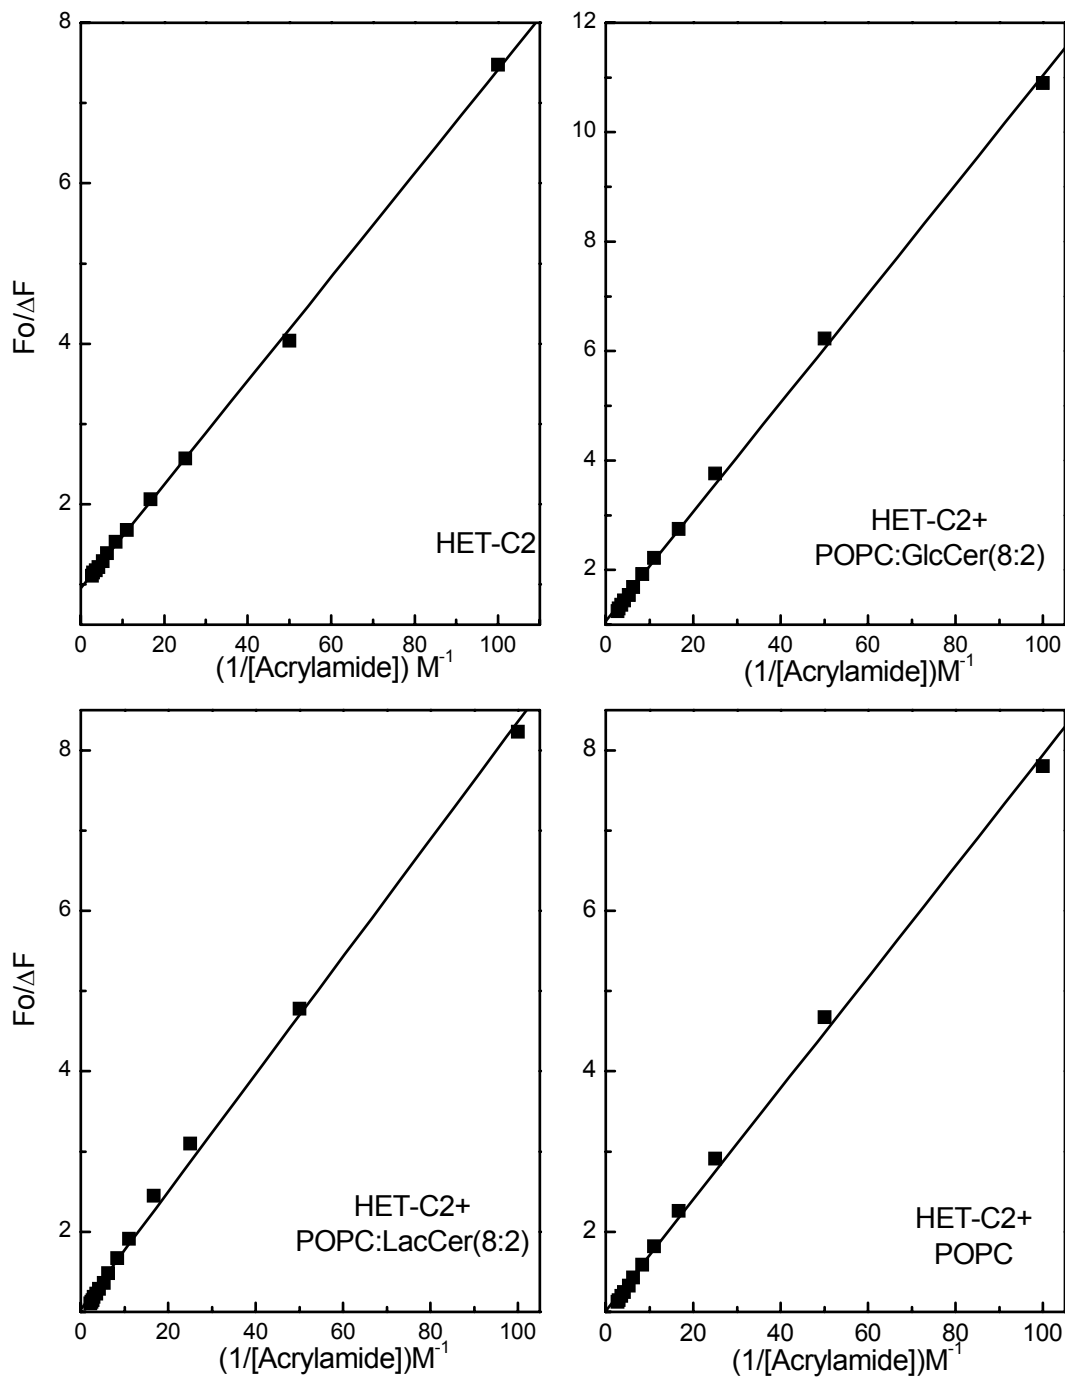 8
6
4
2
Fo/ΔF
HET-C2
0 20 40 60 80 100
(1/[Acrylamide]) M⁻¹
12
10
8
6
4
2
HET-C2+
POPC:GlcCer(8:2)
0 20 40 60 80 100
(1/[Acrylamide])M⁻¹
8
6
4
2
Fo/ΔF
HET-C2+
POPC:LacCer(8:2)
0 20 40 60 80 100
(1/[Acrylamide])M⁻¹
8
6
4
2
HET-C2+
POPC
0 20 40 60 80 100
(1/[Acrylamide])M⁻¹